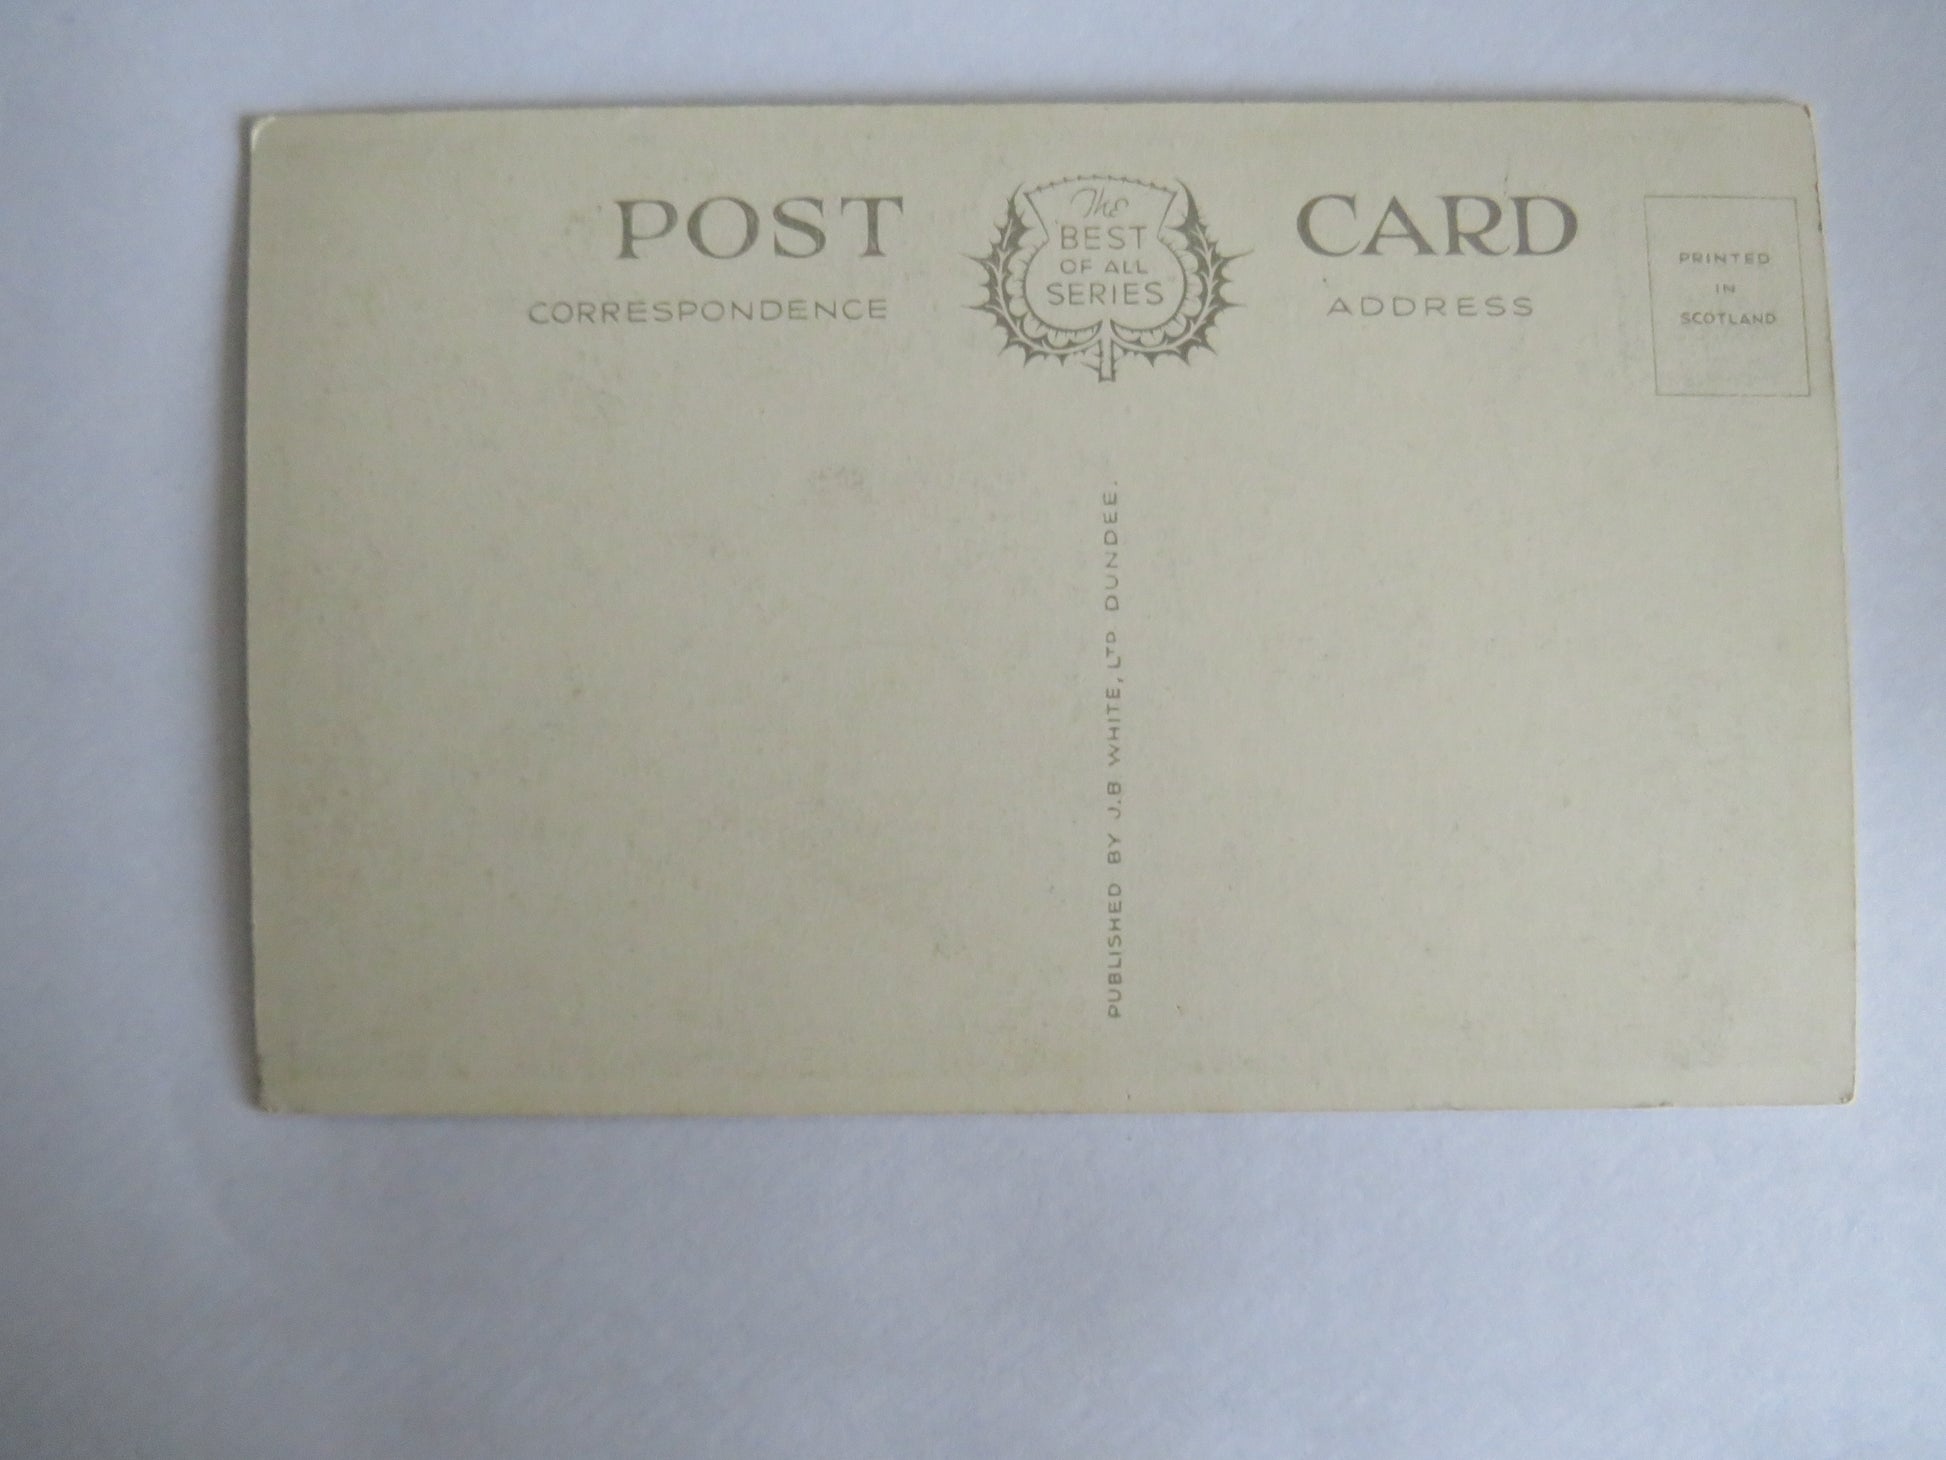 POST CARD
The
BEST
OF ALL
SERIES
CORRESPONDENCE
ADDRESS
PRINTED
IN
SCOTLAND
PUBLISHED BY J.B WHITE, LTD DUNDEE.